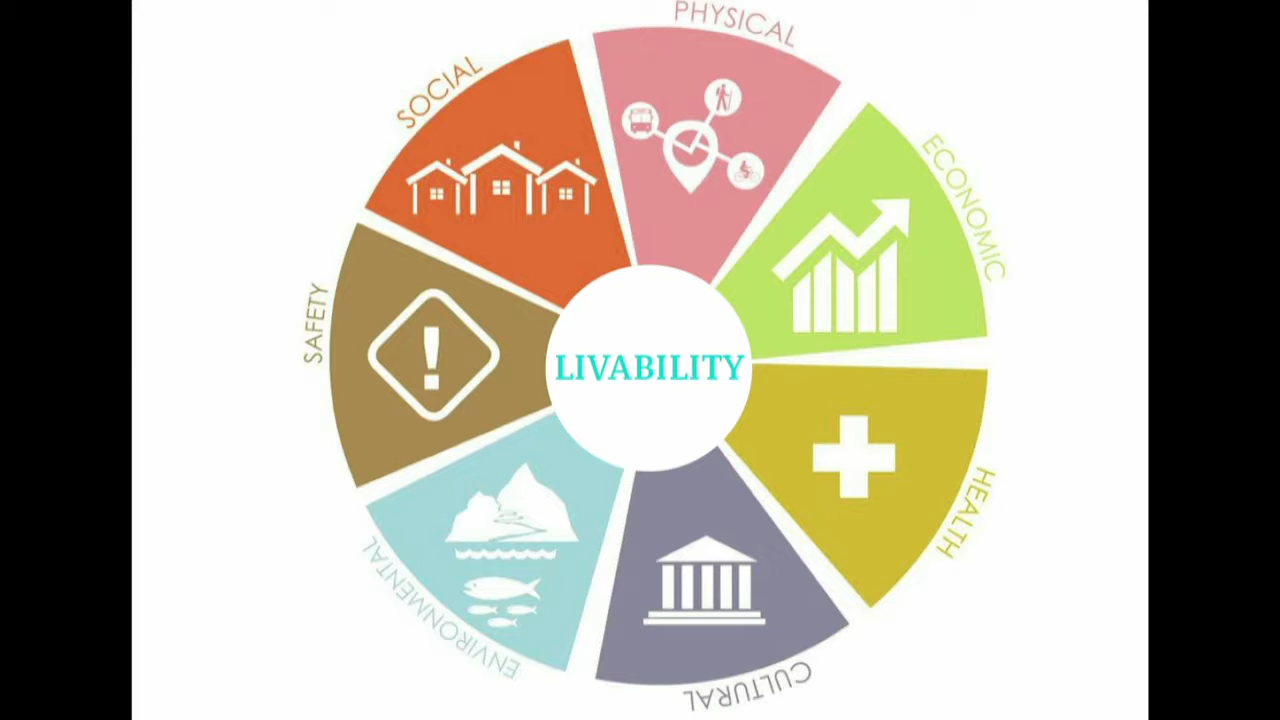 PHYSICAL
SOCIAL
ECONOMIC
SAFETY
LIVABILITY
HEALTH
ENVIRONMENTAL
CULTURAL